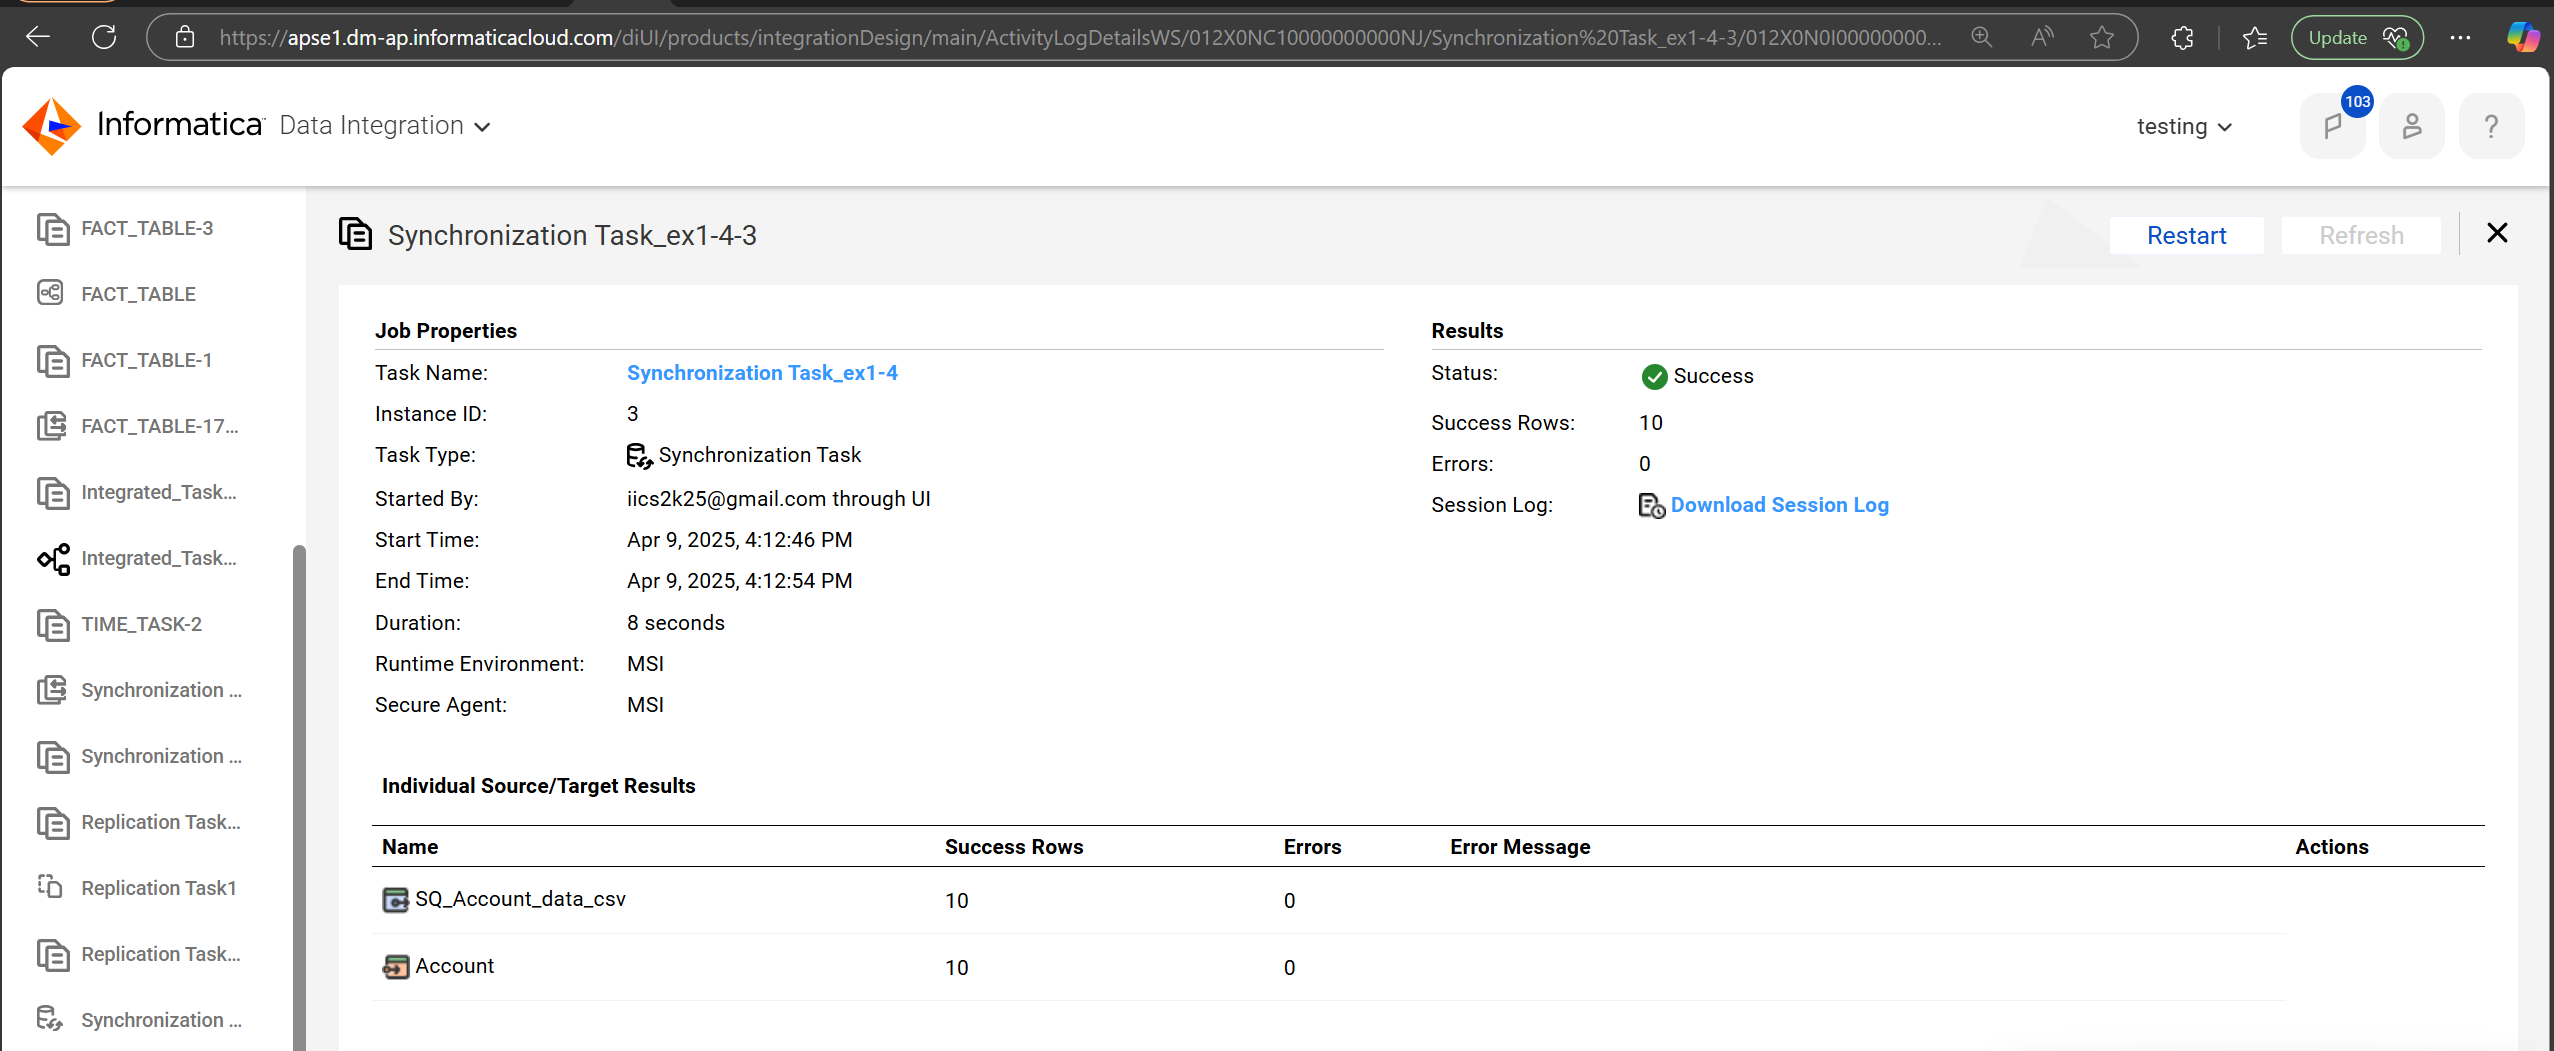 https://apse1.dm-ap.informaticacloud.com/diUI/products/integrationDesign/main/ActivityLogDetailsWS/012X0NC10000000000NJ/Synchronization%20Task_ex1-4-3/012X0N0I00000000...
Update
Informatica Data Integration
testing
103
?
FACT_TABLE-3
FACT_TABLE
FACT_TABLE-1
FACT_TABLE-17...
Integrated_Task...
Integrated_Task...
TIME_TASK-2
Synchronization ...
Synchronization ...
Replication Task...
Replication Task1
Replication Task...
Synchronization ...
Synchronization Task_ex1-4-3
Restart
Refresh
Job Properties
Task Name: Synchronization Task_ex1-4
Instance ID: 3
Task Type: Synchronization Task
Started By: iics2k25@gmail.com through UI
Start Time: Apr 9, 2025, 4:12:46 PM
End Time: Apr 9, 2025, 4:12:54 PM
Duration: 8 seconds
Runtime Environment: MSI
Secure Agent: MSI
Results
Status: Success
Success Rows: 10
Errors: 0
Session Log: Download Session Log
Individual Source/Target Results
Name Success Rows Errors Error Message Actions
SQ_Account_data_csv 10 0
Account 10 0